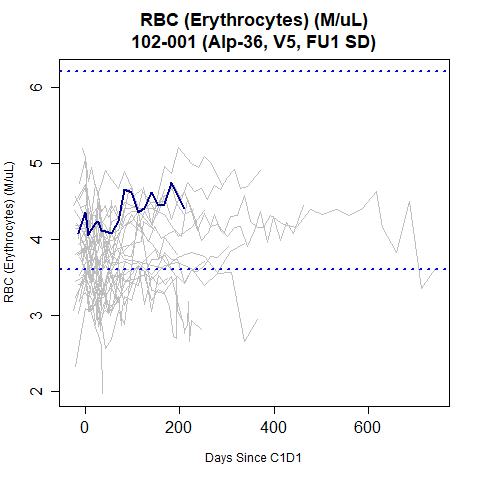 RBC (Erythrocytes) (M/uL)
102-001 (Alp-36, V5, FU1 SD)
RBC (Erythrocytes) (M/uL)
6
5
4
3
2
0
200
400
600
Days Since C1D1